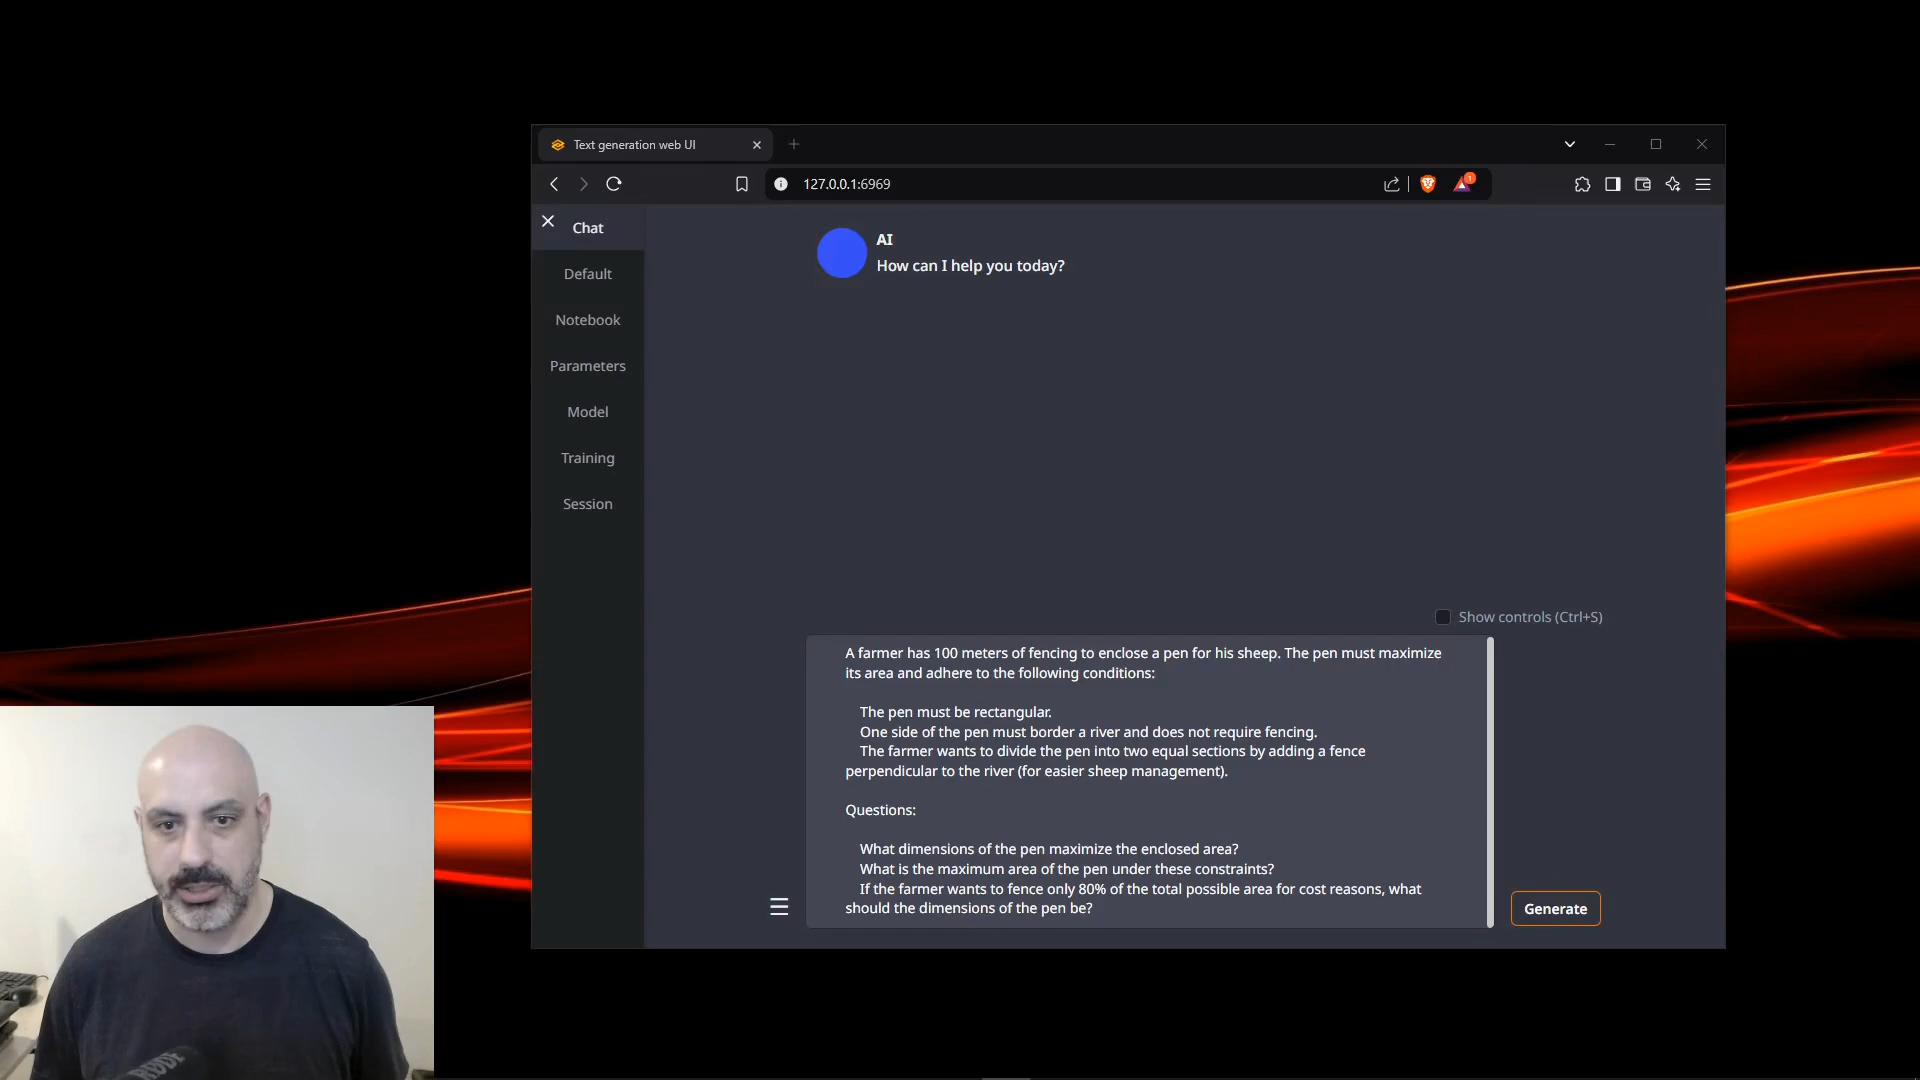 Text generation web UI
127.0.0.1:6969
1
Chat
Default
Notebook
Parameters
Model
Training
Session
AI
How can I help you today?
Show controls (Ctrl+S)
A farmer has 100 meters of fencing to enclose a pen for his sheep. The pen must maximize
its area and adhere to the following conditions:
The pen must be rectangular.
One side of the pen must border a river and does not require fencing.
The farmer wants to divide the pen into two equal sections by adding a fence
perpendicular to the river (for easier sheep management).
Questions:
What dimensions of the pen maximize the enclosed area?
What is the maximum area of the pen under these constraints?
If the farmer wants to fence only 80% of the total possible area for cost reasons, what
should the dimensions of the pen be?
Generate
RODE